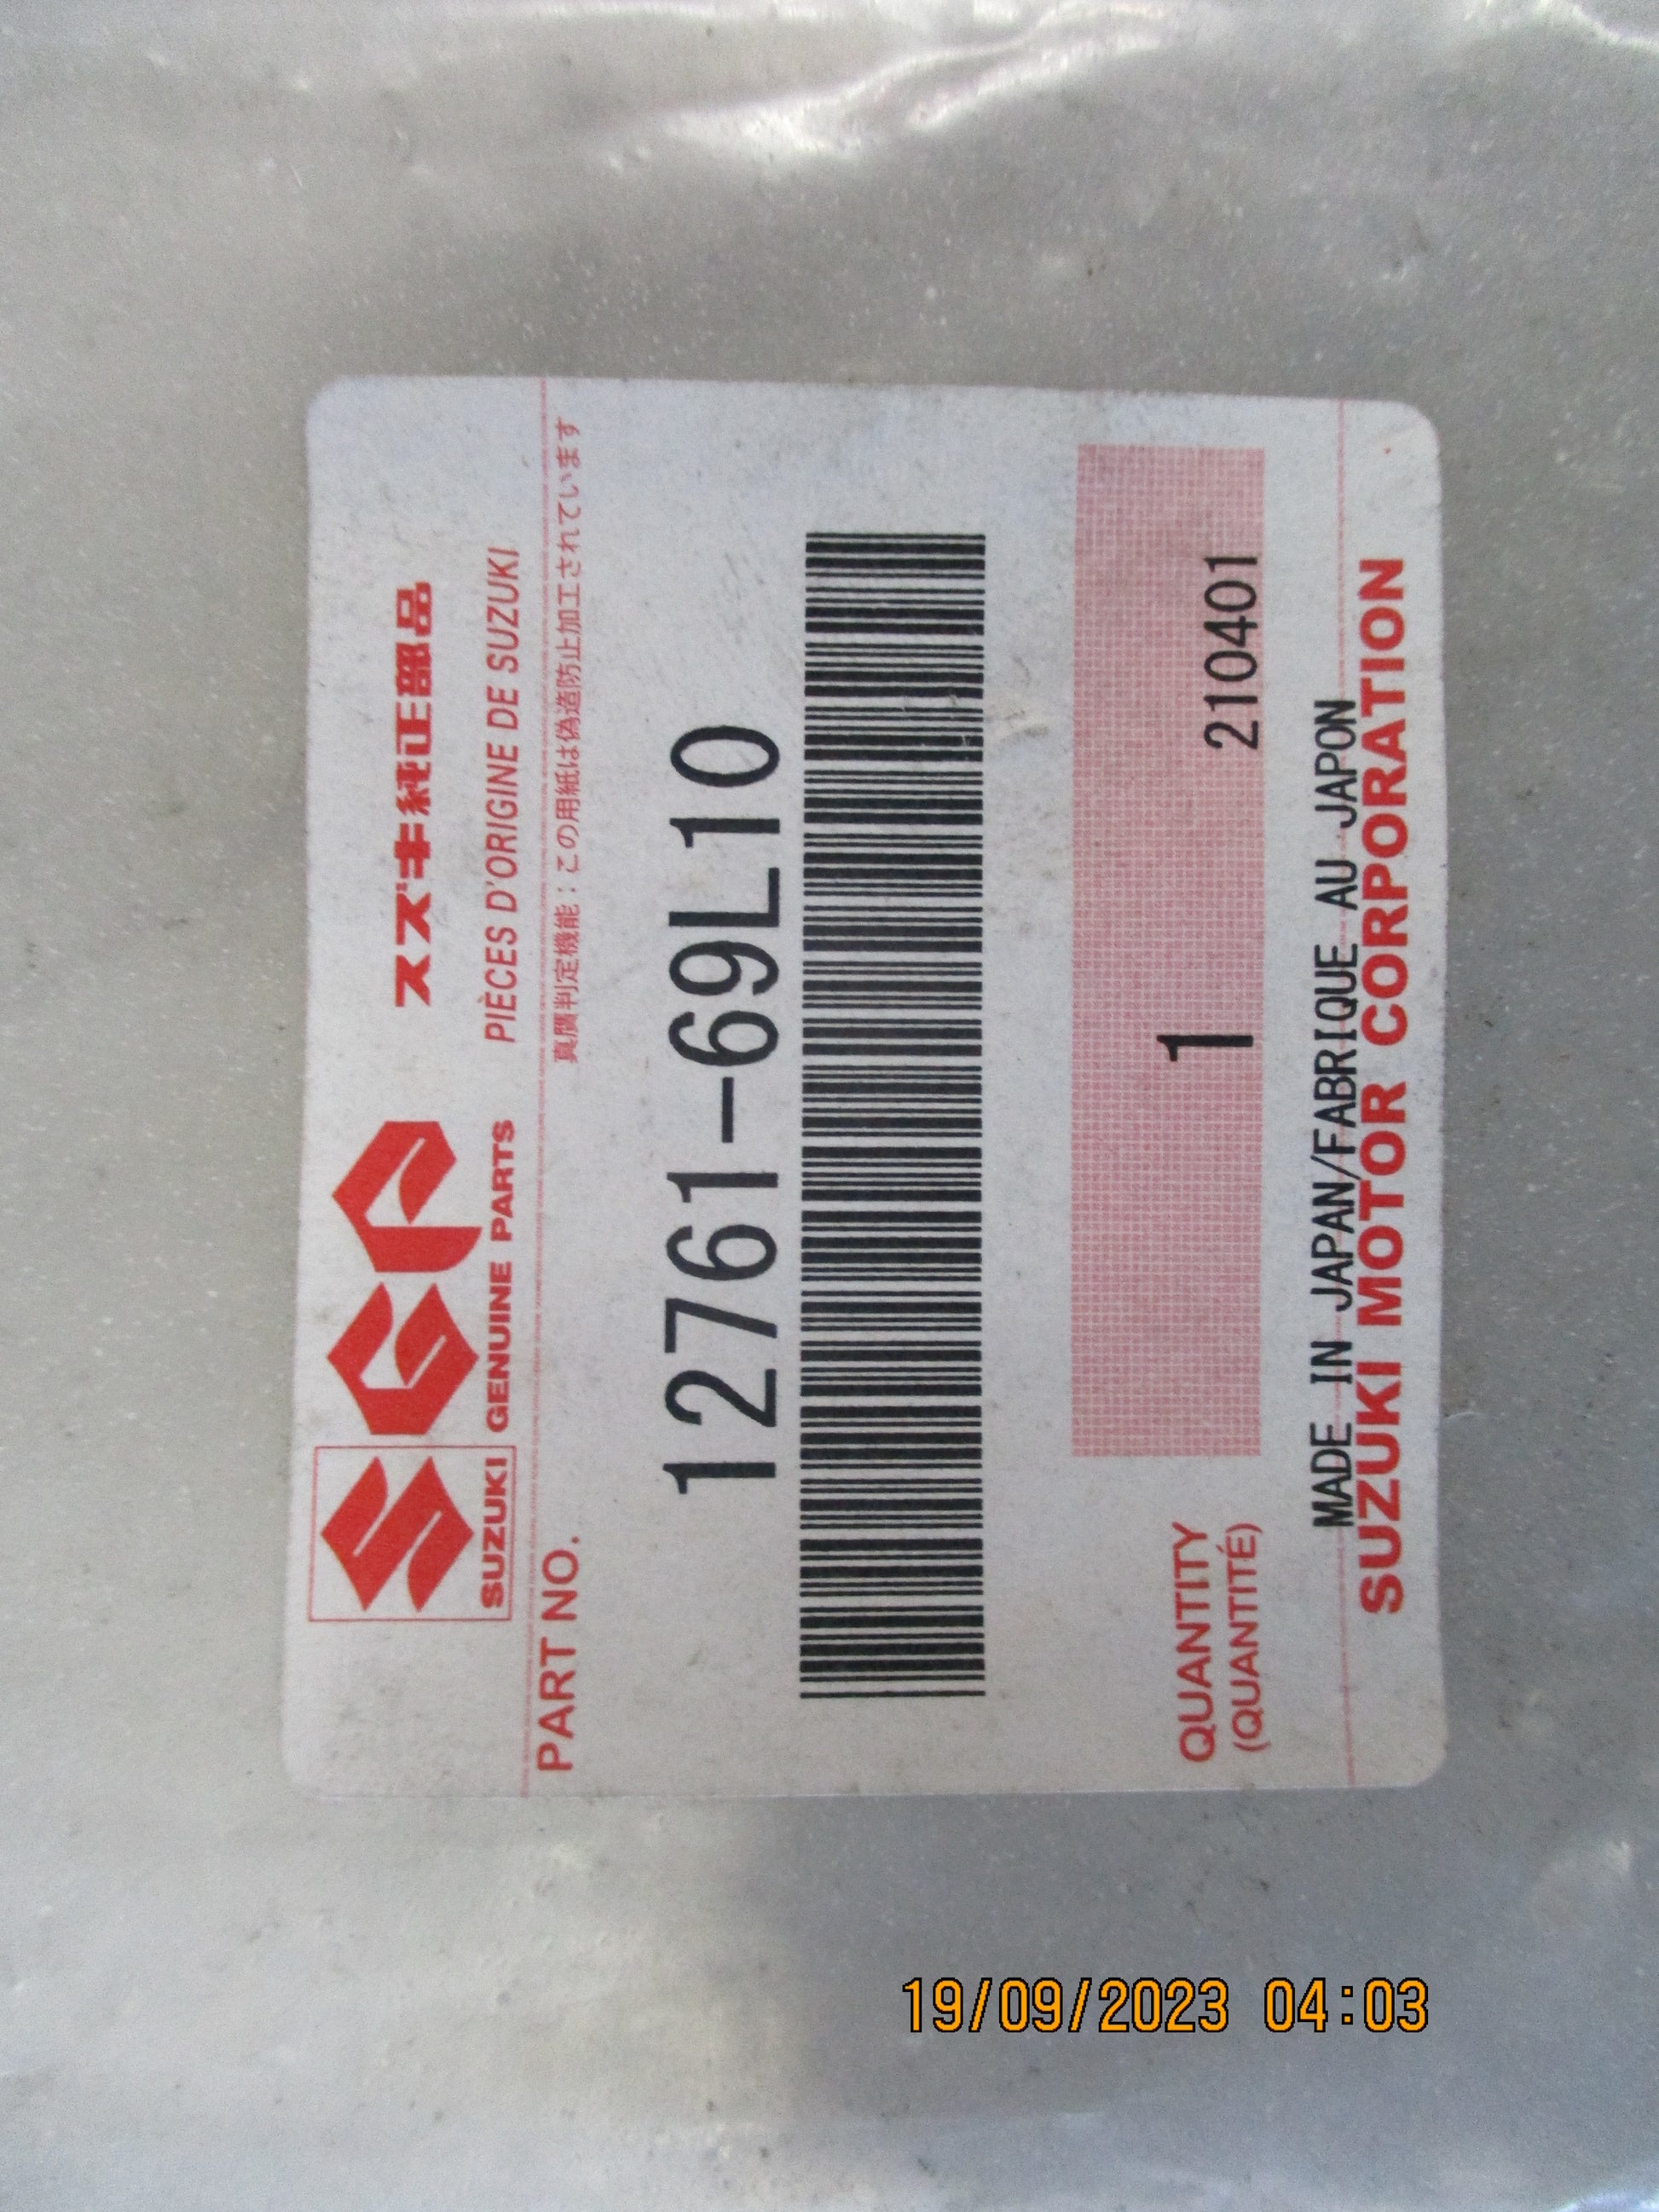 SUZUKI
GENUINE PARTS
スズキ純正部品
PIÈCES D'ORIGINE DE SUZUKI
PART NO.
真贋判定機能：この用紙は偽造防止加工されています
12761-69L10
QUANTITY
(QUANTITÉ)
1
210401
MADE IN JAPAN/FABRIQUE AU JAPON
SUZUKI MOTOR CORPORATION
19/09/2023 04:03